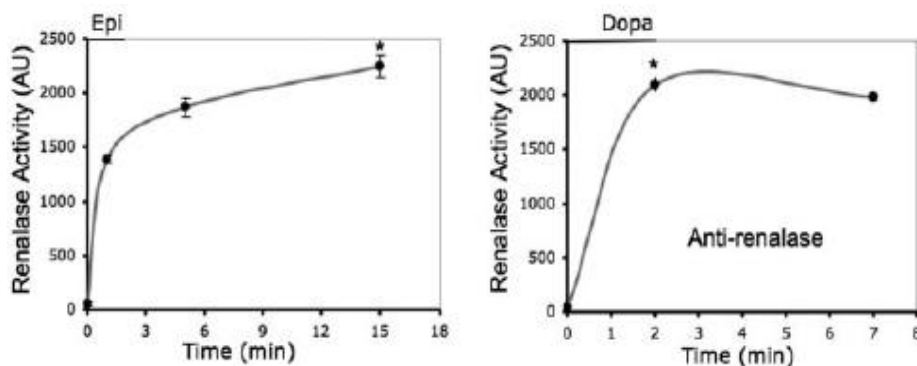 Epi
2500
2000
1500
1000
500
0
Renalase Activity (AU)
*
0 3 6 9 12 15 18
Time (min)
Dopa
2500
2000
1500
1000
500
0
Renalase Activity (AU)
*
Anti-renalase
0 1 2 3 4 5 6 7 8
Time (min)